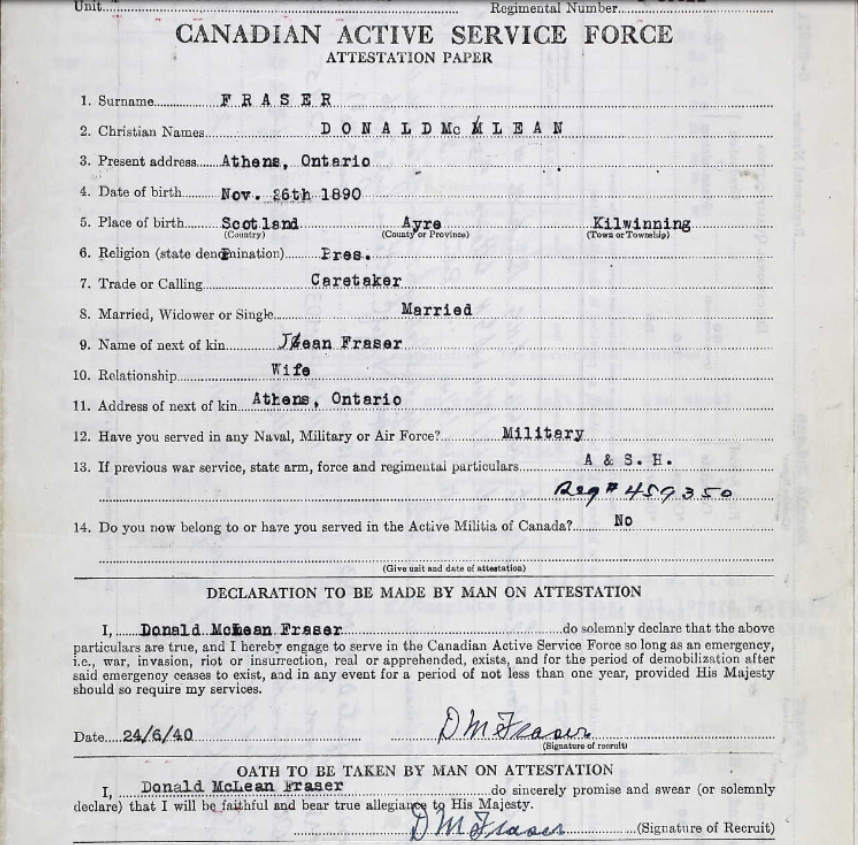 Unit Regimental Number
CANADIAN ACTIVE SERVICE FORCE
ATTESTATION PAPER
1. Surname FRASER
2. Christian Names DONALD McLEAN
3. Present address Athens, Ontario
4. Date of birth Nov. 26th 1890
5. Place of birth Scotland Ayre Kilwinning
(Country) (County or Province) (Town or Township)
6. Religion (state denomination) Pres.
7. Trade or Calling Caretaker
8. Married, Widower or Single Married
9. Name of next of kin Jean Fraser
10. Relationship Wife
11. Address of next of kin Athens, Ontario
12. Have you served in any Naval, Military or Air Force? Military
13. If previous war service, state arm, force and regimental particulars A & S. H.
Reg # 459350
14. Do you now belong to or have you served in the Active Militia of Canada? No
(Give unit and date of attestation)
DECLARATION TO BE MADE BY MAN ON ATTESTATION
I, Donald McLean Fraser do solemnly declare that the above
particulars are true, and I hereby engage to serve in the Canadian Active Service Force so long as an emergency,
i.e., war, invasion, riot or insurrection, real or apprehended, exists, and for the period of demobilization after
said emergency ceases to exist, and in any event for a period of not less than one year, provided His Majesty
should so require my services.
Date 24/6/40 D M Fraser
(Signature of recruit)
OATH TO BE TAKEN BY MAN ON ATTESTATION
I, Donald McLean Fraser do sincerely promise and swear (or solemnly
declare) that I will be faithful and bear true allegiance to His Majesty.
D M Fraser (Signature of Recruit)